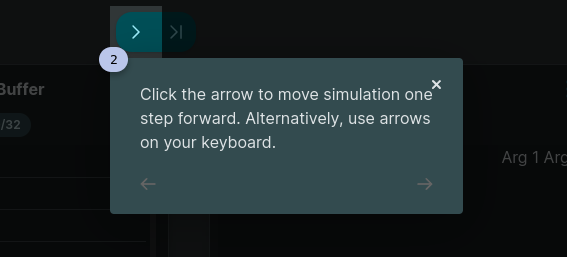 2
Buffer
/32
Click the arrow to move simulation one
step forward. Alternatively, use arrows
on your keyboard.
Arg 1 Arg